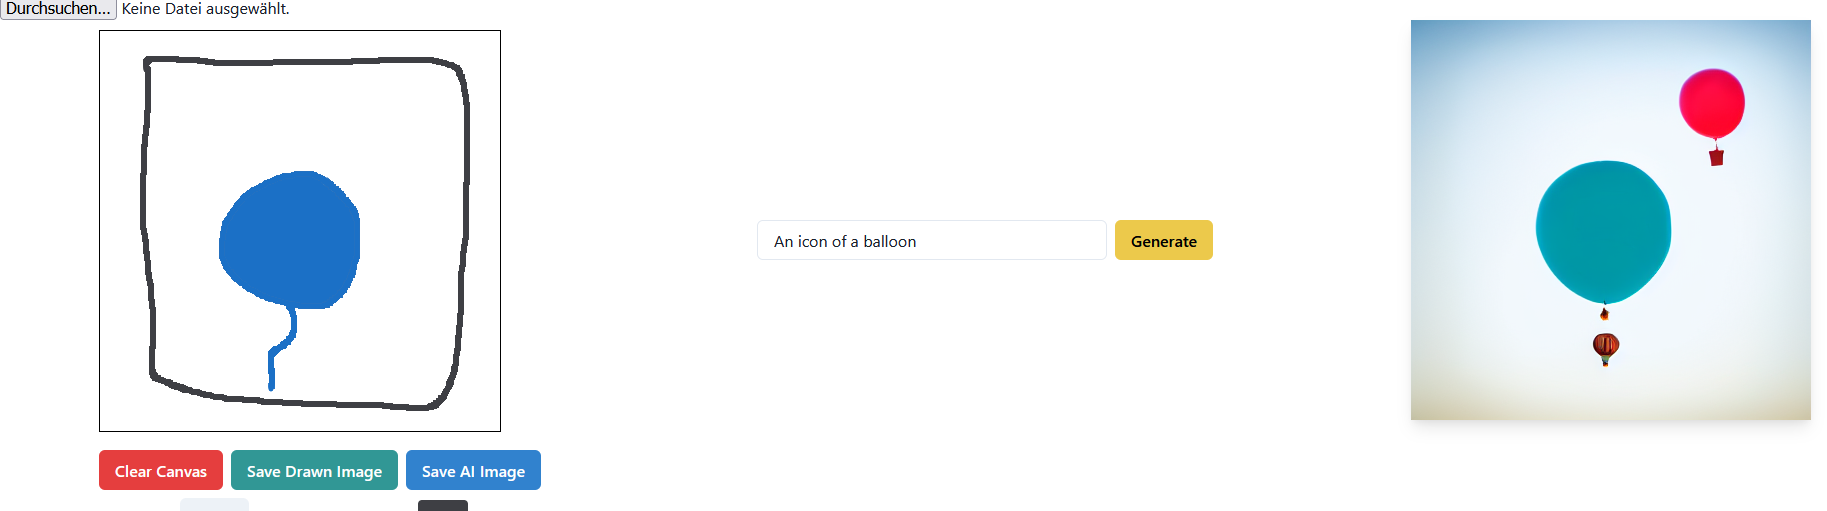 Durchsuchen... Keine Datei ausgewählt.
An icon of a balloon Generate
Clear Canvas Save Drawn Image Save AI Image